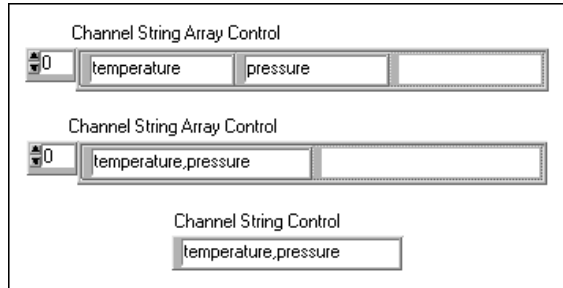 Channel String Array Control
0 temperature pressure
Channel String Array Control
0 temperature,pressure
Channel String Control
temperature,pressure